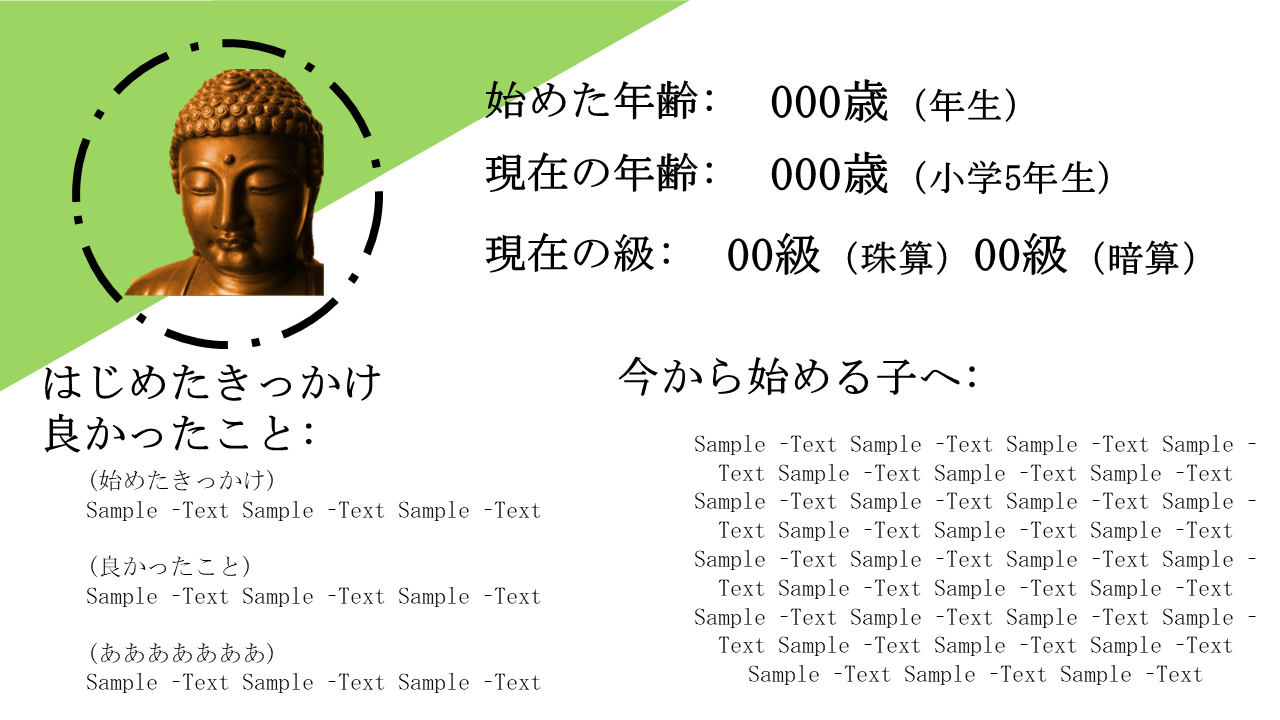 始めた年齢： 000歳（年生）
現在の年齢： 000歳（小学5年生）
現在の級： 00級（珠算）00級（暗算）
はじめたきっかけ
良かったこと：
（始めたきっかけ）
Sample -Text Sample -Text Sample -Text
（良かったこと）
Sample -Text Sample -Text Sample -Text
（あああああああ）
Sample -Text Sample -Text Sample -Text
今から始める子へ：
Sample -Text Sample -Text Sample -Text Sample -
Text Sample -Text Sample -Text Sample -Text
Sample -Text Sample -Text Sample -Text Sample -
Text Sample -Text Sample -Text Sample -Text
Sample -Text Sample -Text Sample -Text Sample -
Text Sample -Text Sample -Text Sample -Text
Sample -Text Sample -Text Sample -Text Sample -
Text Sample -Text Sample -Text Sample -Text
Sample -Text Sample -Text Sample -Text